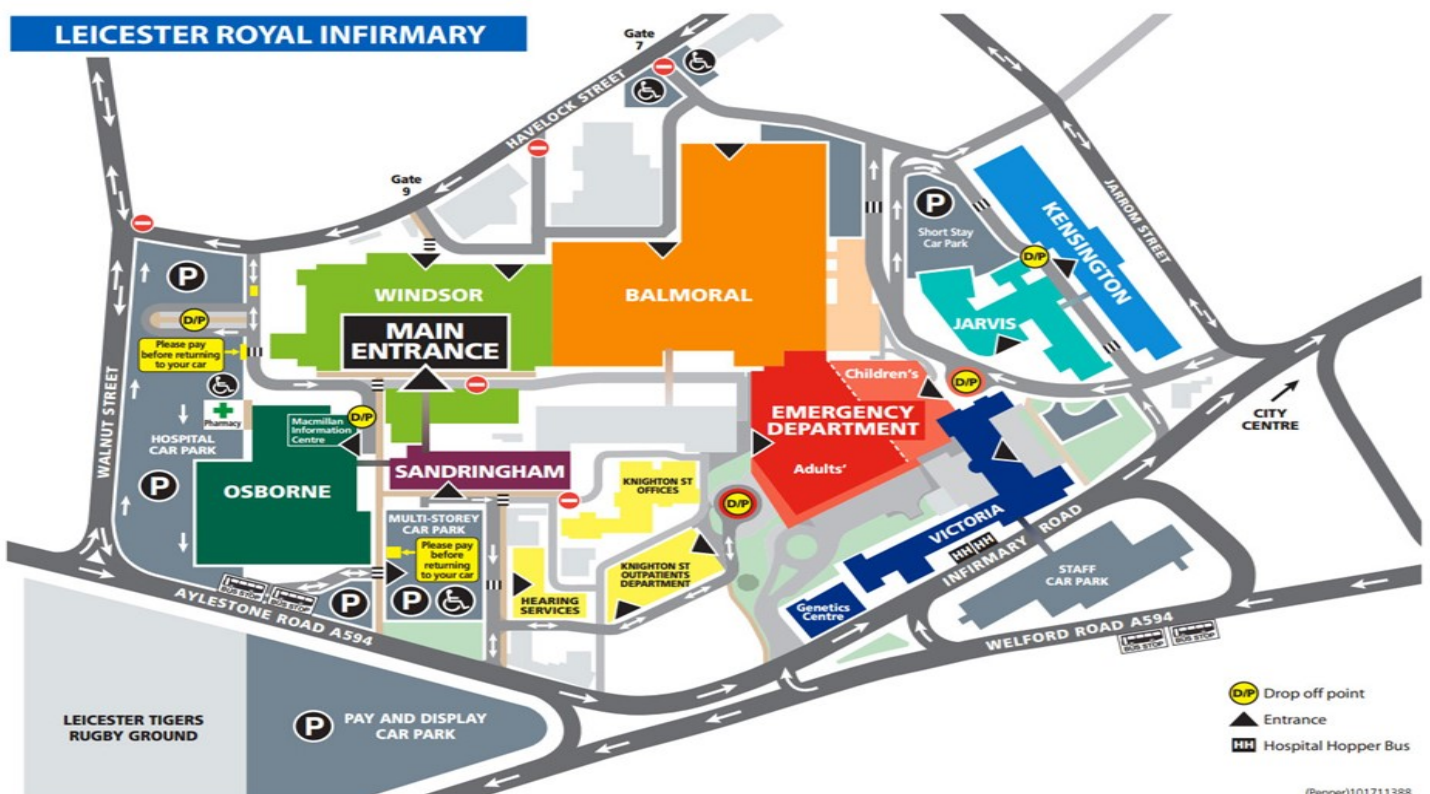 LEICESTER ROYAL INFIRMARY
Gate
7
HAVELOCK STREET
Gate
9
P
WALNUT STREET
D/P
Please pay
before returning
to your car
Pharmacy
HOSPITAL
CAR PARK
P
WINDSOR
MAIN
ENTRANCE
BALMORAL
P
Short Stay
Car Park
KENSINGTON
JARROM STREET
D/P
JARVIS
Children's
D/P
EMERGENCY
DEPARTMENT
Adults'
CITY
CENTRE
Macmillan
Information
Centre
D/P
OSBORNE
SANDRINGHAM
MULTI-STOREY
CAR PARK
Please pay
before
returning
to your car
P
P
BUS STOP
BUS STOP
AYLESTONE ROAD A594
KNIGHTON ST
OFFICES
D/P
KNIGHTON ST
OUTPATIENTS
DEPARTMENT
HEARING
SERVICES
VICTORIA
HH HH
INFIRMARY ROAD
Genetics
Centre
STAFF
CAR PARK
WELFORD ROAD A594
BUS STOP
BUS STOP
LEICESTER TIGERS
RUGBY GROUND
P
PAY AND DISPLAY
CAR PARK
D/P Drop off point
Entrance
HH Hospital Hopper Bus
(Pepper)101711388